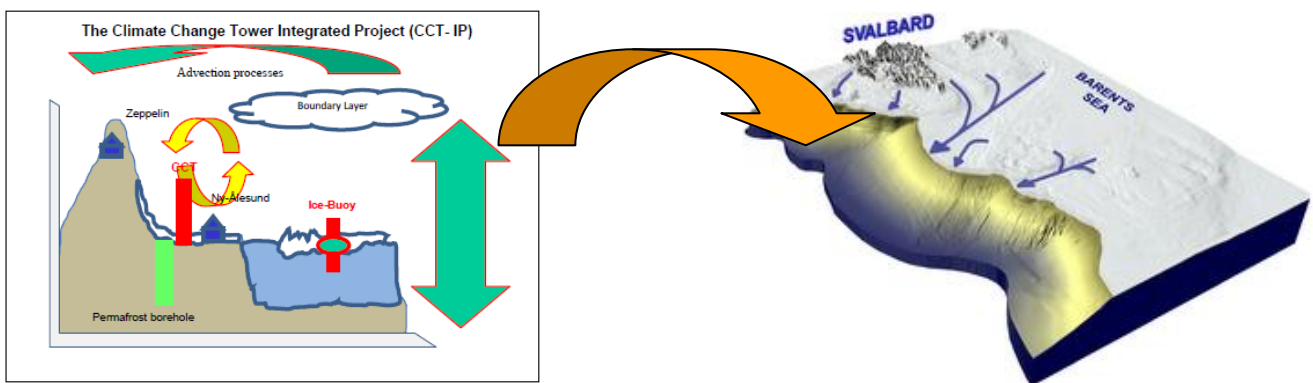 The Climate Change Tower Integrated Project (CCT- IP)
Advection processes
Boundary Layer
Zeppelin
CCT
Ny-Ålesund
Ice-Buoy
Permafrost borehole
SVALBARD
BARENTS
SEA